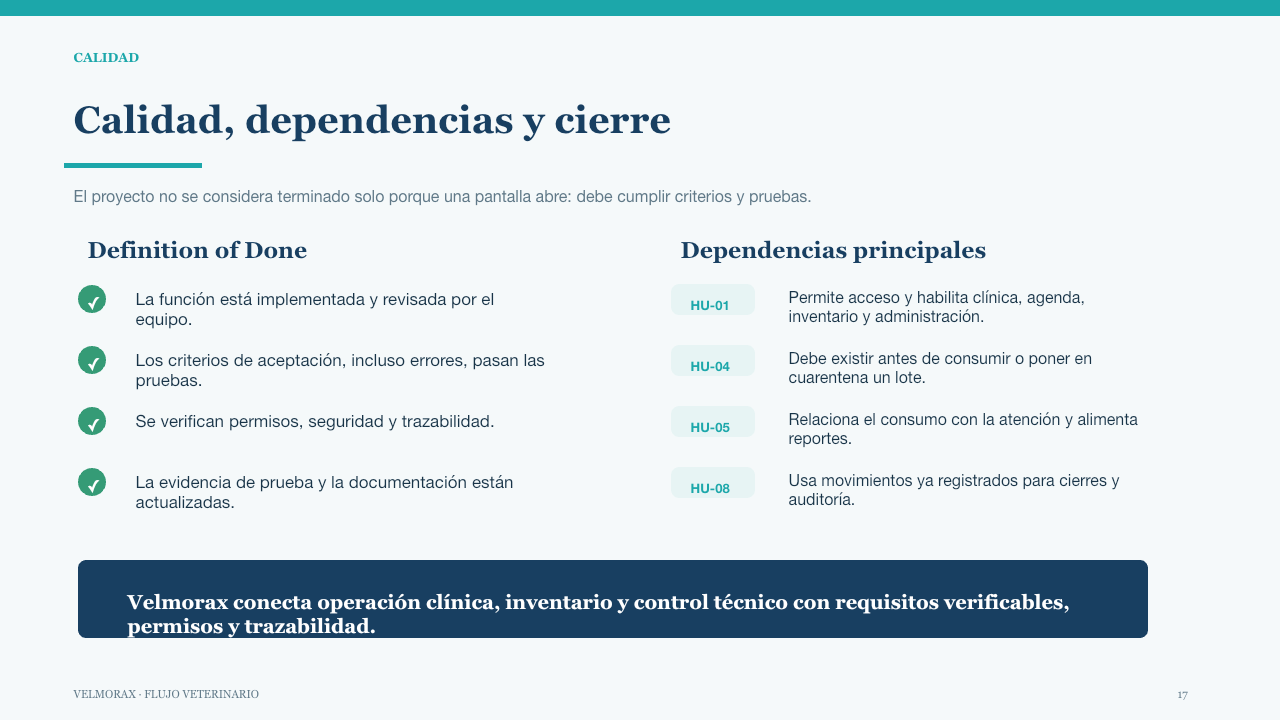 CALIDAD
Calidad, dependencias y cierre
El proyecto no se considera terminado solo porque una pantalla abre: debe cumplir criterios y pruebas.
Definition of Done
✓ La función está implementada y revisada por el
equipo.
✓ Los criterios de aceptación, incluso errores, pasan las
pruebas.
✓ Se verifican permisos, seguridad y trazabilidad.
✓ La evidencia de prueba y la documentación están
actualizadas.
Dependencias principales
HU-01 Permite acceso y habilita clínica, agenda,
inventario y administración.
HU-04 Debe existir antes de consumir o poner en
cuarentena un lote.
HU-05 Relaciona el consumo con la atención y alimenta
reportes.
HU-08 Usa movimientos ya registrados para cierres y
auditoría.
Velmorax conecta operación clínica, inventario y control técnico con requisitos verificables,
permisos y trazabilidad.
VELMORAX · FLUJO VETERINARIO
17